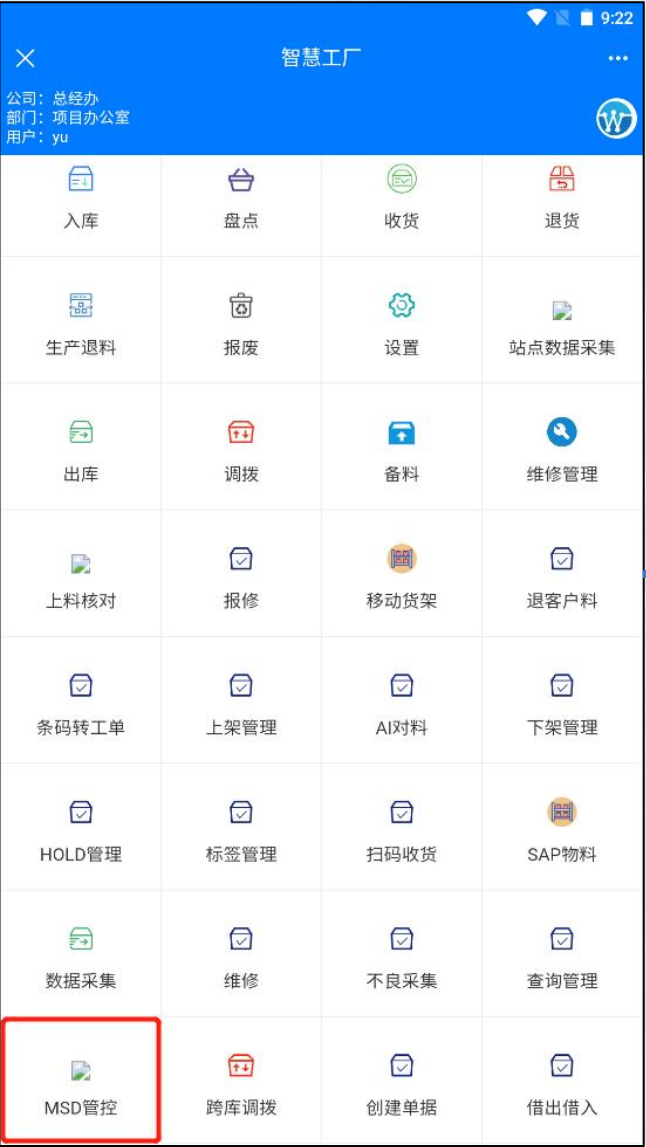 9:22
智慧工厂
公司：总经办
部门：项目办公室
用户：yu
入库 盘点 收货 退货
生产退料 报废 设置 站点数据采集
出库 调拨 备料 维修管理
上料核对 报修 移动货架 退客户料
条码转工单 上架管理 AI对料 下架管理
HOLD管理 标签管理 扫码收货 SAP物料
数据采集 维修 不良采集 查询管理
MSD管控 跨库调拨 创建单据 借出借入